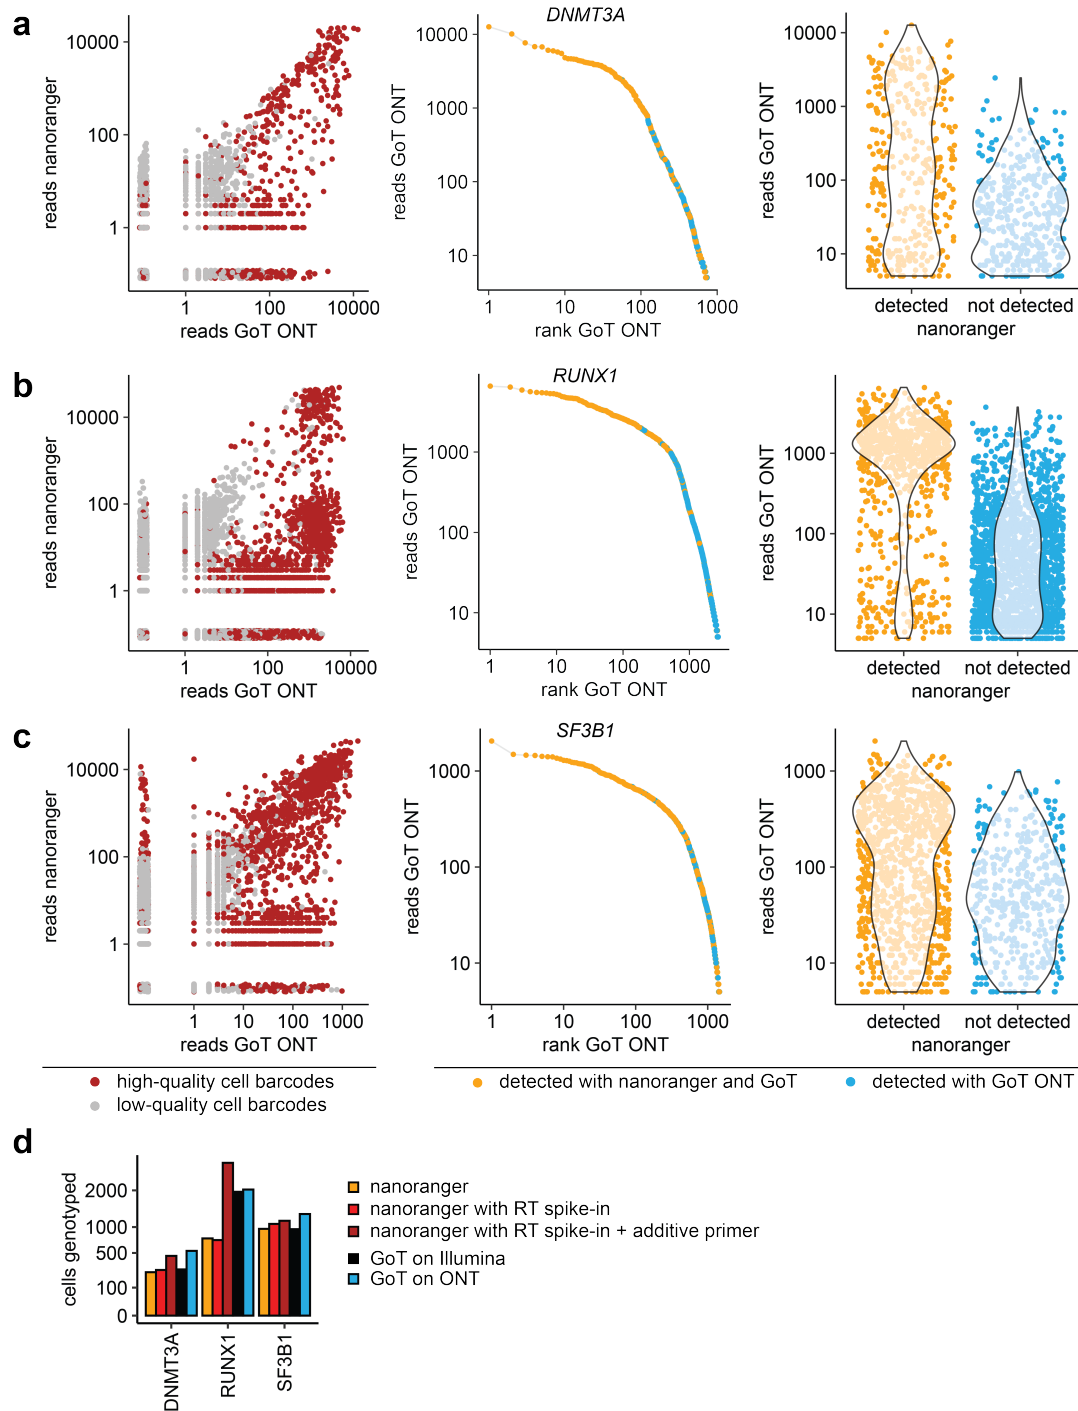 a
DNMT3A
reads nanoranger
10000
100
1
1
100
10000
reads GoT ONT
reads GoT ONT
10000
1000
100
10
1
10
100
1000
rank GoT ONT
reads GoT ONT
10000
1000
100
10
detected
not detected
nanoranger
b
RUNX1
reads nanoranger
10000
100
1
1
100
10000
reads GoT ONT
reads GoT ONT
1000
100
10
1
10
100
1000
rank GoT ONT
reads GoT ONT
1000
100
10
detected
not detected
nanoranger
c
SF3B1
reads nanoranger
10000
100
1
1
10
100
1000
reads GoT ONT
reads GoT ONT
1000
100
10
1
10
100
1000
rank GoT ONT
reads GoT ONT
1000
100
10
detected
not detected
nanoranger
high-quality cell barcodes
low-quality cell barcodes
detected with nanoranger and GoT
detected with GoT ONT
d
cells genotyped
2000
1000
500
100
0
DNMT3A
RUNX1
SF3B1
nanoranger
nanoranger with RT spike-in
nanoranger with RT spike-in + additive primer
GoT on Illumina
GoT on ONT